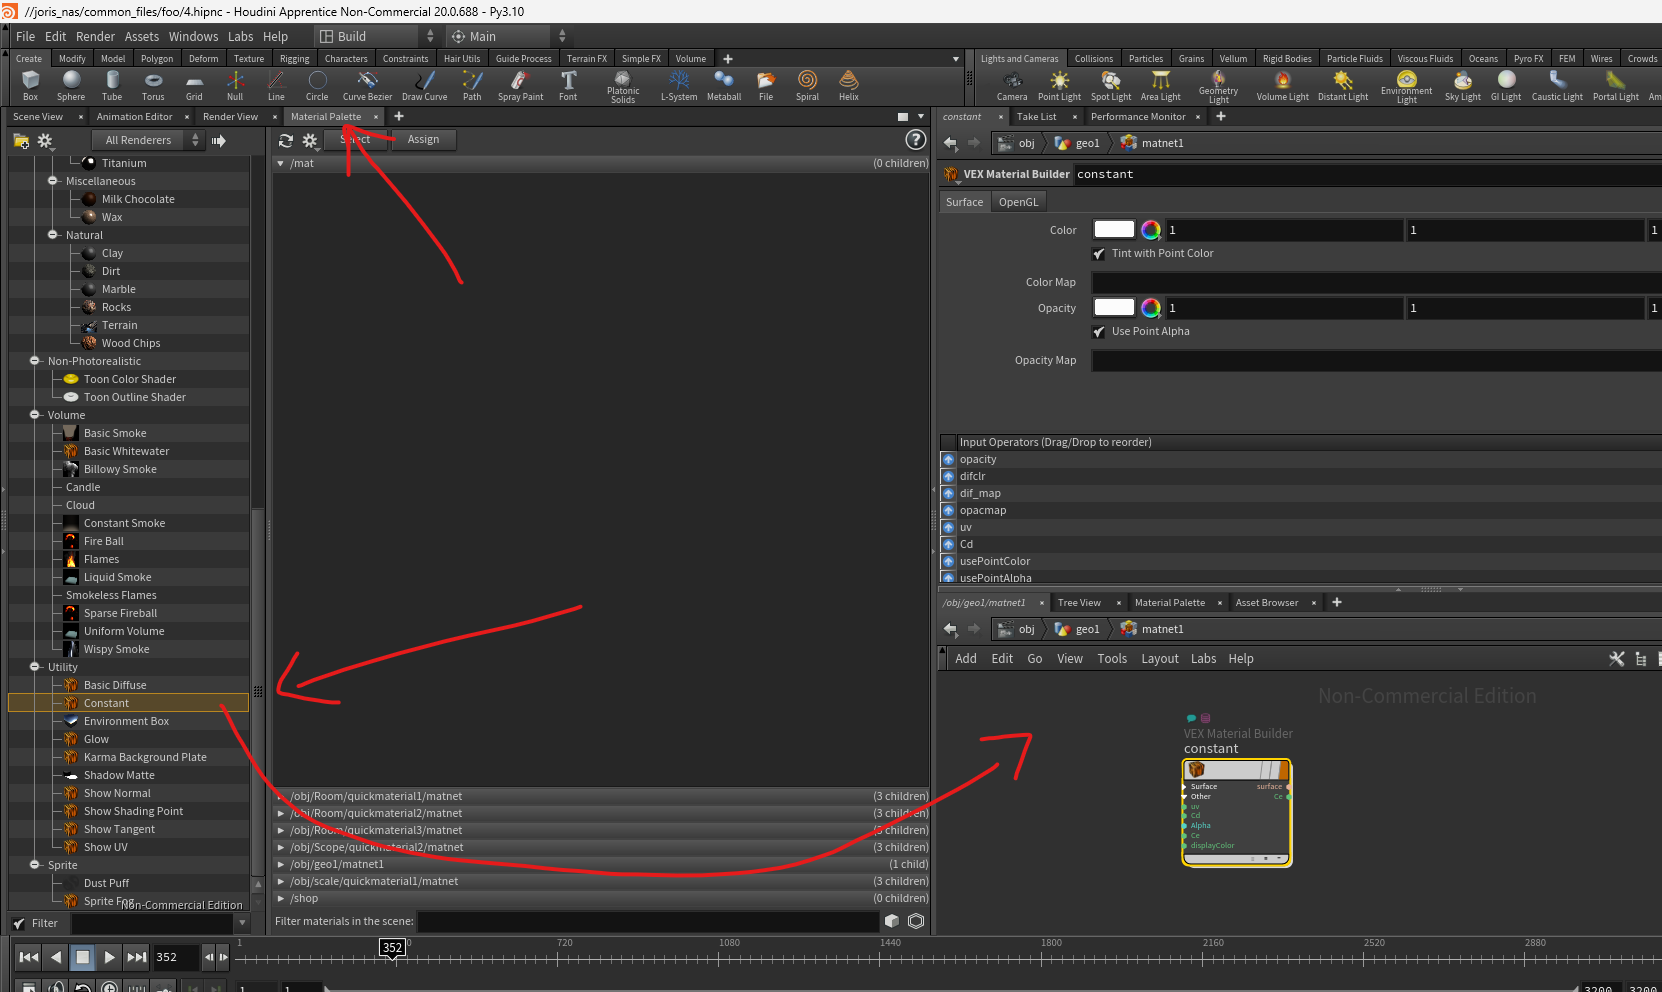 //joris_nas/common_files/foo/4.hipnc - Houdini Apprentice Non-Commercial 20.0.688 - Py3.10
File Edit Render Assets Windows Labs Help Build Main
Create Modify Model Polygon Deform Texture Rigging Characters Constraints Hair Utils Guide Process Terrain FX Simple FX Volume
Lights and Cameras Collisions Particles Grains Vellum Rigid Bodies Particle Fluids Viscous Fluids Oceans Pyro FX FEM Wires Crowds
Box Sphere Tube Torus Grid Null Line Circle Curve Bezier Draw Curve Path Spray Paint Font Platonic Solids L-System Metaball File Spiral Helix
Camera Point Light Spot Light Area Light Geometry Light Volume Light Distant Light Environment Light Sky Light GI Light Caustic Light Portal Light Am
Scene View Animation Editor Render View Material Palette
constant Take List Performance Monitor
All Renderers Select Assign
obj geo1 matnet1
/mat (0 children)
Titanium
Miscellaneous
Milk Chocolate
Wax
Natural
Clay
Dirt
Marble
Rocks
Terrain
Wood Chips
Non-Photorealistic
Toon Color Shader
Toon Outline Shader
Volume
Basic Smoke
Basic Whitewater
Billowy Smoke
Candle
Cloud
Constant Smoke
Fire Ball
Flames
Liquid Smoke
Smokeless Flames
Sparse Fireball
Uniform Volume
Wispy Smoke
Utility
Basic Diffuse
Constant
Environment Box
Glow
Karma Background Plate
Shadow Matte
Show Normal
Show Shading Point
Show Tangent
Show UV
Sprite
Dust Puff
Sprite Fog
Non-Commercial Edition
Filter
/obj/Room/quickmaterial1/matnet (3 children)
/obj/Room/quickmaterial2/matnet (3 children)
/obj/Room/quickmaterial3/matnet (3 children)
/obj/Scope/quickmaterial2/matnet (3 children)
/obj/geo1/matnet1 (1 child)
/obj/scale/quickmaterial1/matnet (3 children)
/shop (0 children)
Filter materials in the scene:
VEX Material Builder constant
Surface OpenGL
Color 1 1 1
Tint with Point Color
Color Map
Opacity 1 1 1
Use Point Alpha
Opacity Map
Input Operators (Drag/Drop to reorder)
opacity
difclr
dif_map
opacmap
uv
Cd
usePointColor
usePointAlpha
/obj/geo1/matnet1 Tree View Material Palette Asset Browser
obj geo1 matnet1
Add Edit Go View Tools Layout Labs Help
Non-Commercial Edition
VEX Material Builder
constant
Surface surface
Other Ce
uv
Cd
Alpha
Ce
displayColor
352 1 352 0 720 1080 1440 1800 2160 2520 2880
1 1 3200 3200